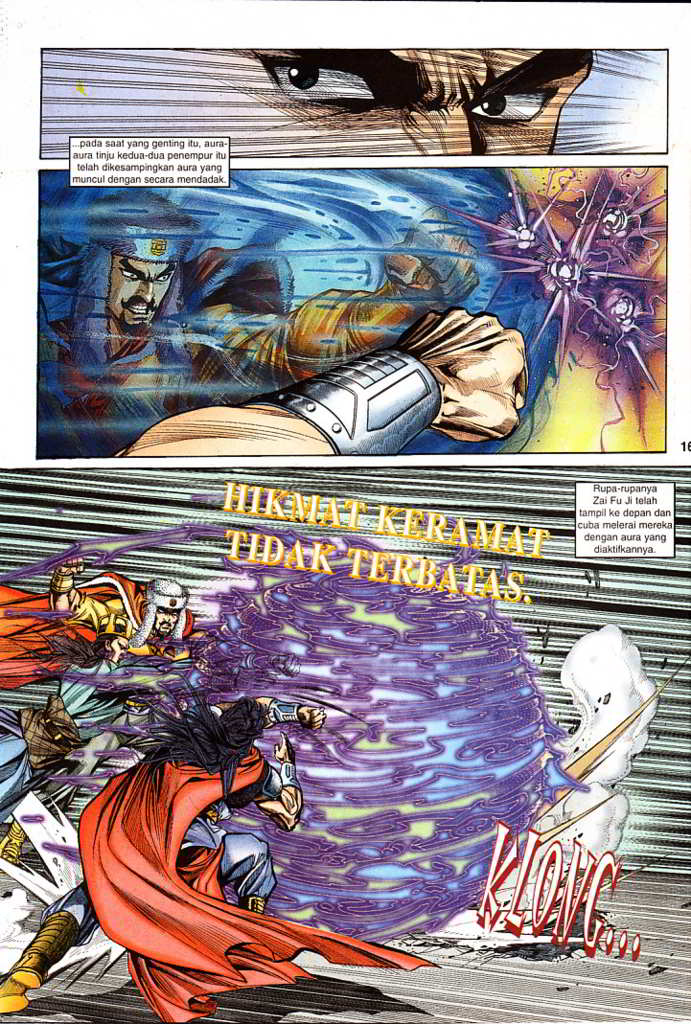 ...pada saat yang genting itu, aura-
aura tinju kedua-dua penempur itu
telah dikesampingkan aura yang
muncul dengan secara mendadak.
16
Rupa-rupanya
Zai Fu Ji telah
tampil ke depan dan
cuba melerai mereka
dengan aura yang
diaktifkannya.
HIKMAT KERAMAT
TIDAK TERBATAS.
KLONG...